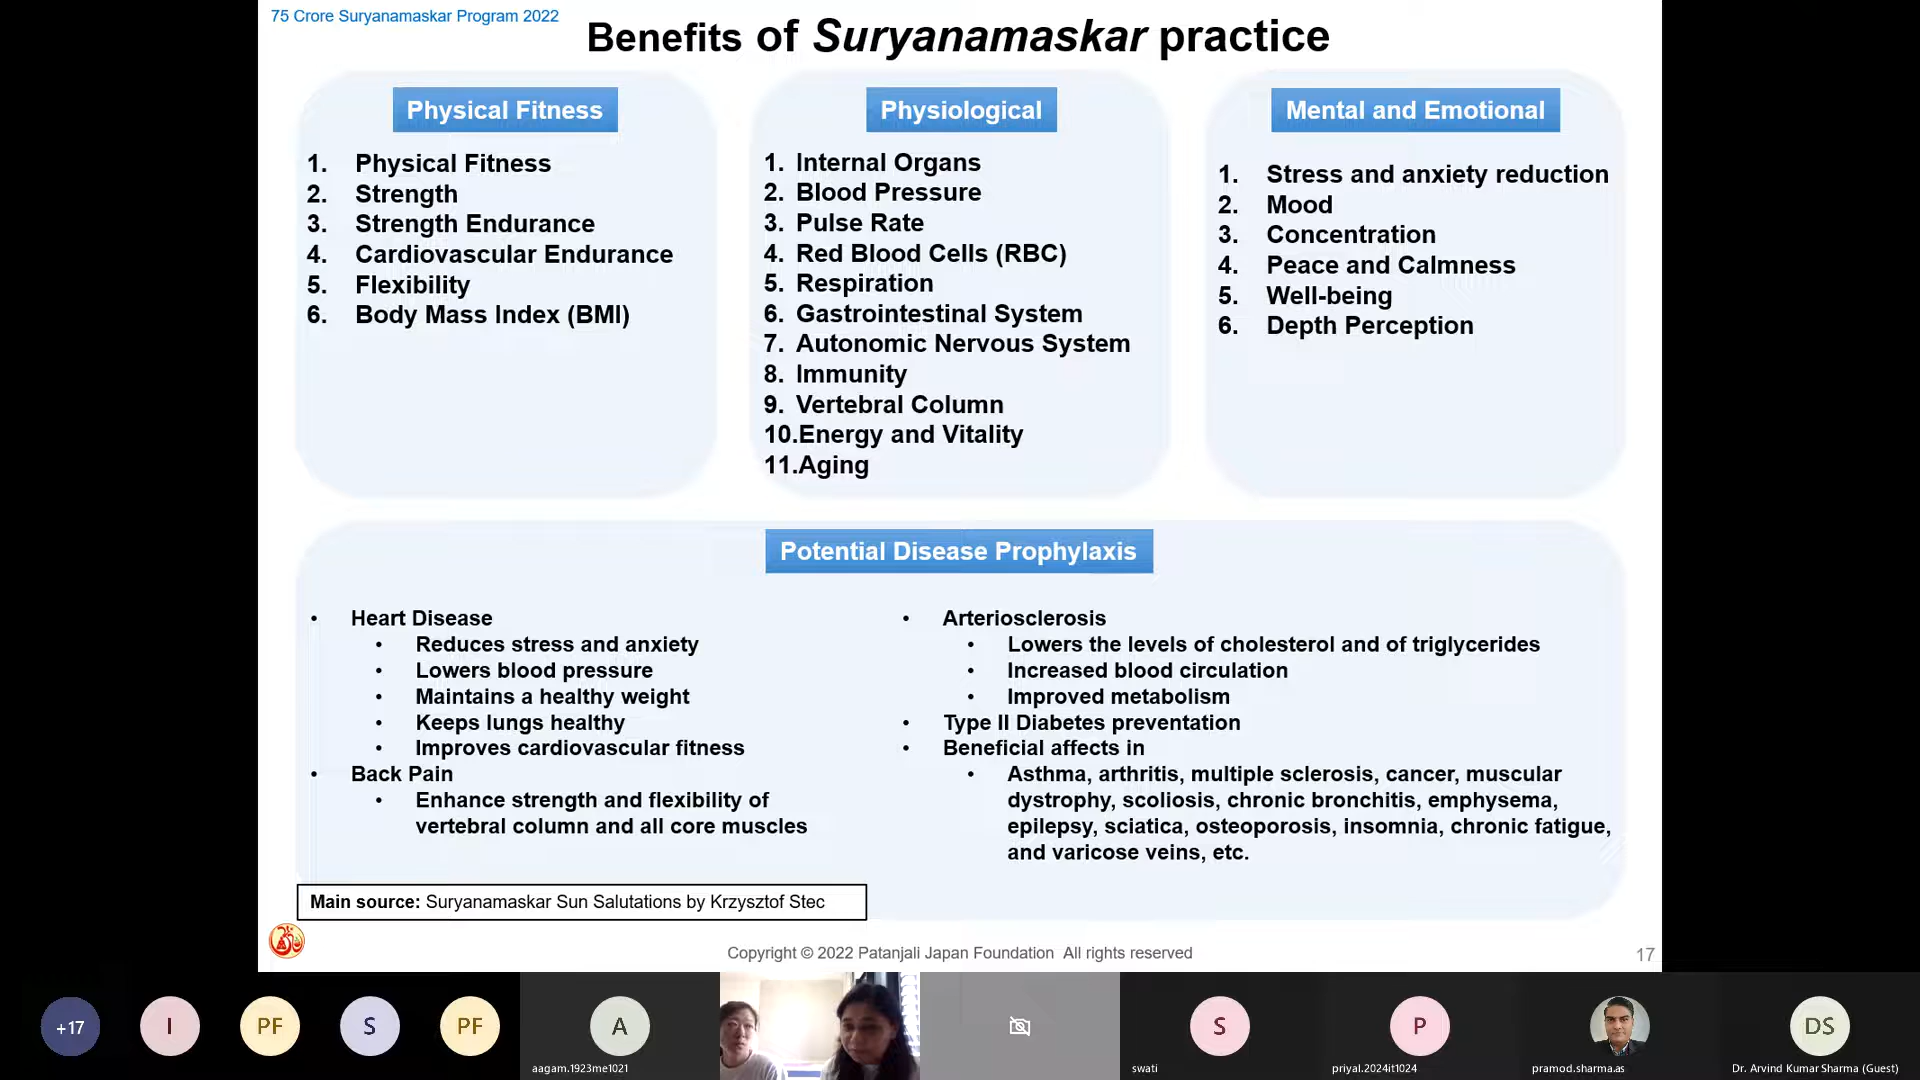 75 Crore Suryanamaskar Program 2022
Benefits of Suryanamaskar practice
Physical Fitness
1. Physical Fitness
2. Strength
3. Strength Endurance
4. Cardiovascular Endurance
5. Flexibility
6. Body Mass Index (BMI)
Physiological
1. Internal Organs
2. Blood Pressure
3. Pulse Rate
4. Red Blood Cells (RBC)
5. Respiration
6. Gastrointestinal System
7. Autonomic Nervous System
8. Immunity
9. Vertebral Column
10.Energy and Vitality
11.Aging
Mental and Emotional
1. Stress and anxiety reduction
2. Mood
3. Concentration
4. Peace and Calmness
5. Well-being
6. Depth Perception
Potential Disease Prophylaxis
• Heart Disease
• Reduces stress and anxiety
• Lowers blood pressure
• Maintains a healthy weight
• Keeps lungs healthy
• Improves cardiovascular fitness
• Back Pain
• Enhance strength and flexibility of
vertebral column and all core muscles
• Arteriosclerosis
• Lowers the levels of cholesterol and of triglycerides
• Increased blood circulation
• Improved metabolism
• Type II Diabetes preventation
• Beneficial affects in
• Asthma, arthritis, multiple sclerosis, cancer, muscular
dystrophy, scoliosis, chronic bronchitis, emphysema,
epilepsy, sciatica, osteoporosis, insomnia, chronic fatigue,
and varicose veins, etc.
Main source: Suryanamaskar Sun Salutations by Krzysztof Stec
Copyright © 2022 Patanjali Japan Foundation All rights reserved
17
+17
I
PF
S
PF
A
aagam.1923me1021
S
swati
P
priyal.2024it1024
pramod.sharma.as
DS
Dr. Arvind Kumar Sharma (Guest)